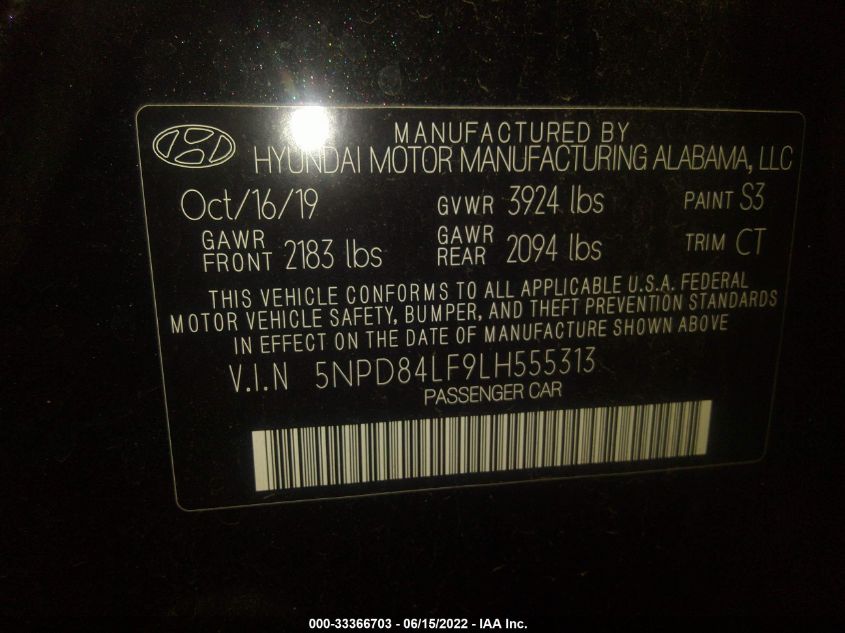 MANUFACTURED BY
HYUNDAI MOTOR MANUFACTURING ALABAMA, LLC
Oct/16/19 GVWR 3924 lbs PAINT S3
GAWR FRONT 2183 lbs GAWR REAR 2094 lbs TRIM CT
THIS VEHICLE CONFORMS TO ALL APPLICABLE U.S.A. FEDERAL
MOTOR VEHICLE SAFETY, BUMPER, AND THEFT PREVENTION STANDARDS
IN EFFECT ON THE DATE OF MANUFACTURE SHOWN ABOVE
V.I.N 5NPD84LF9LH555313
PASSENGER CAR
000-33366703 - 06/15/2022 - IAA Inc.